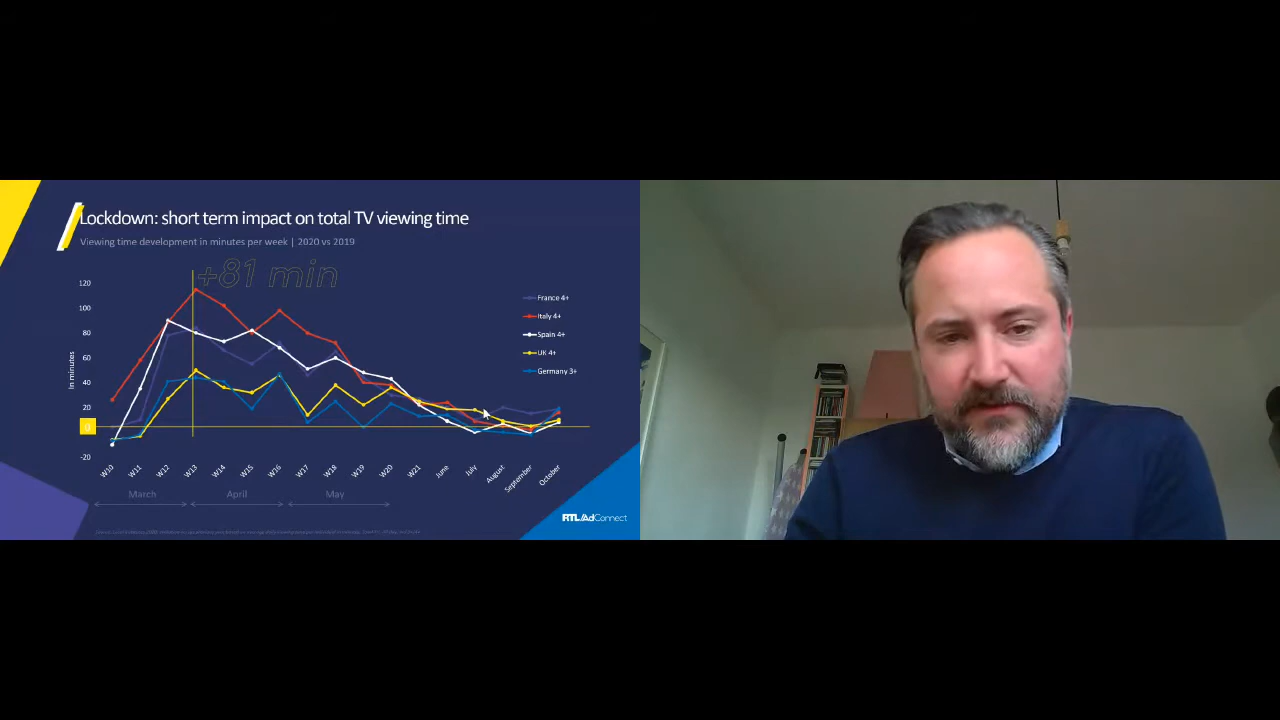 Lockdown: short term impact on total TV viewing time
Viewing time development in minutes per week | 2020 vs 2019
+81 min
120
100
80
60
40
20
0
-20
In minutes
France 4+
Italy 4+
Spain 4+
UK 4+
Germany 3+
W10
W11
W12
W13
W14
W15
W16
W17
W18
W19
W20
W21
June
July
August
September
October
March
April
May
RTL AdConnect